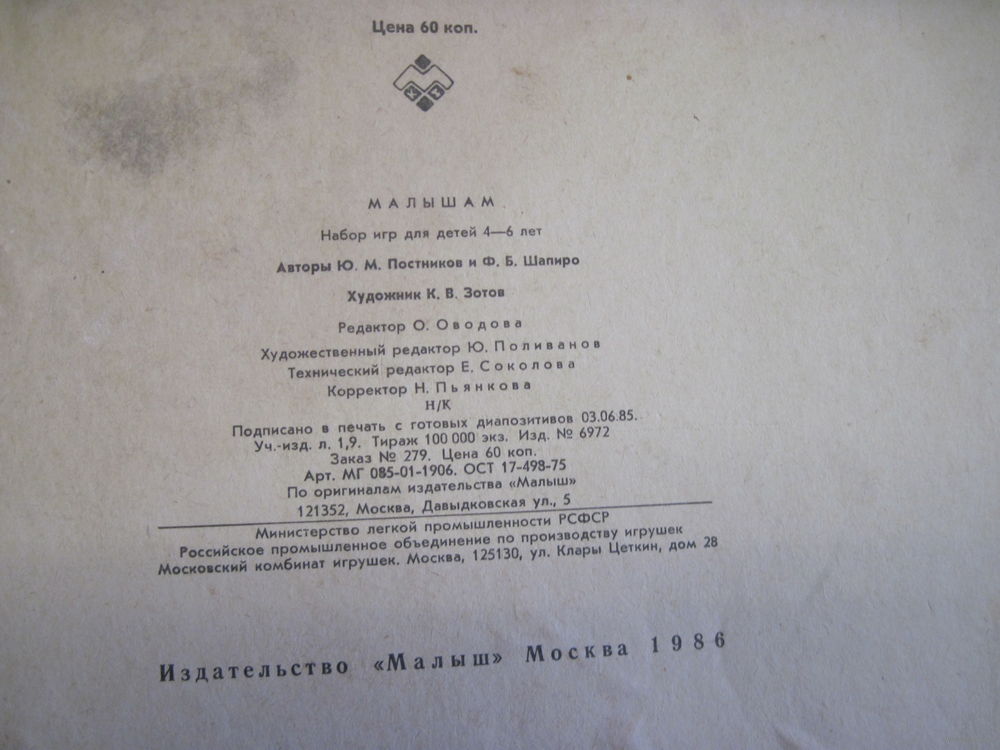 Цена 60 коп.
МАЛЫШАМ
Набор игр для детей 4—6 лет
Авторы Ю. М. Постников и Ф. Б. Шапиро
Художник К. В. Зотов
Редактор О. Оводова
Художественный редактор Ю. Поливанов
Технический редактор Е. Соколова
Корректор Н. Пьянкова
Н/К
Подписано в печать с готовых диапозитивов 03.06.85.
Уч.-изд. л. 1,9. Тираж 100 000 экз. Изд. № 6972
Заказ № 279. Цена 60 коп.
Арт. МГ 085-01-1906. ОСТ 17-498-75
По оригиналам издательства «Малыш»
121352, Москва, Давыдковская ул., 5
Министерство легкой промышленности РСФСР
Российское промышленное объединение по производству игрушек
Московский комбинат игрушек. Москва, 125130, ул. Клары Цеткин, дом 28
Издательство «Малыш» Москва 1986